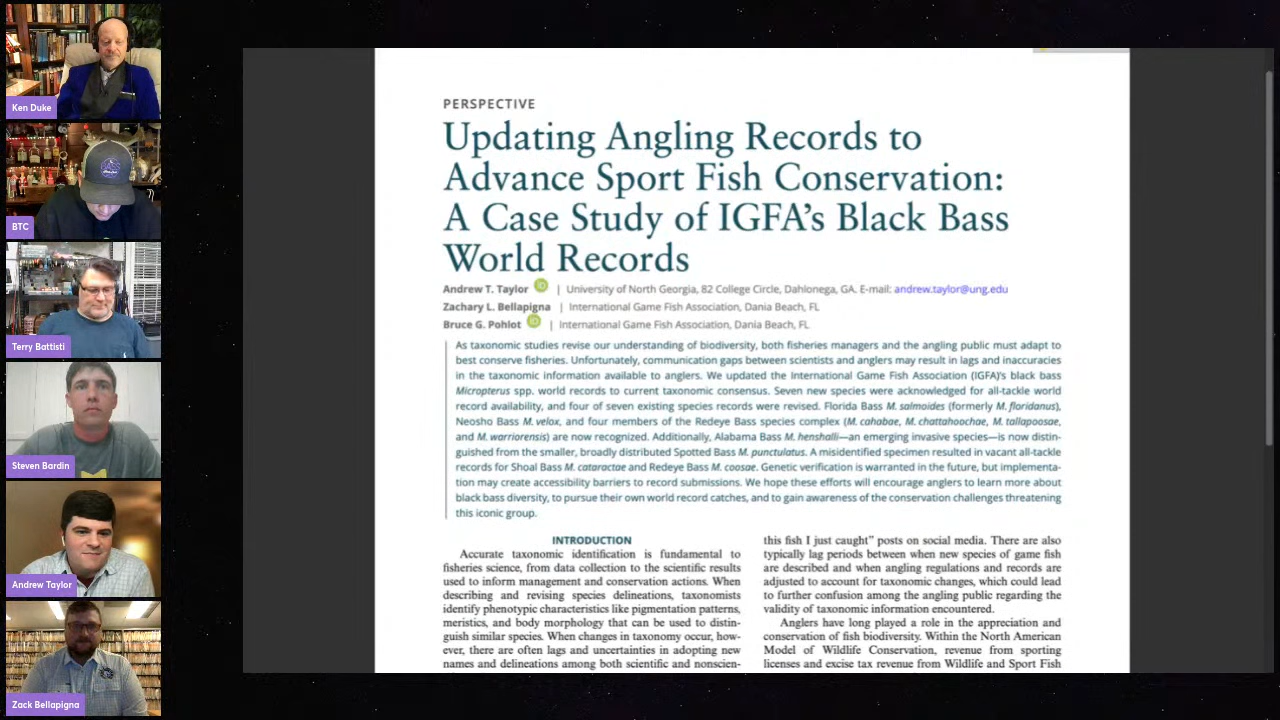 Ken Duke
BTC
Terry Battisti
Steven Bardin
Andrew Taylor
Zack Bellapigna
PERSPECTIVE
Updating Angling Records to
Advance Sport Fish Conservation:
A Case Study of IGFA's Black Bass
World Records
Andrew T. Taylor | University of North Georgia, 82 College Circle, Dahlonega, GA. E-mail: andrew.taylor@ung.edu
Zachary L. Bellapigna | International Game Fish Association, Dania Beach, FL
Bruce G. Pohlot | International Game Fish Association, Dania Beach, FL
As taxonomic studies revise our understanding of biodiversity, both fisheries managers and the angling public must adapt to
best conserve fisheries. Unfortunately, communication gaps between scientists and anglers may result in lags and inaccuracies
in the taxonomic information available to anglers. We updated the International Game Fish Association (IGFA)'s black bass
Micropterus spp. world records to current taxonomic consensus. Seven new species were acknowledged for all-tackle world
record availability, and four of seven existing species records were revised. Florida Bass M. salmoides (formerly M. floridanus),
Neosho Bass M. velox, and four members of the Redeye Bass species complex (M. cahabae, M. chattahoochae, M. tallapoosae,
and M. warriorensis) are now recognized. Additionally, Alabama Bass M. henshalli—an emerging invasive species—is now distin-
guished from the smaller, broadly distributed Spotted Bass M. punctulatus. A misidentified specimen resulted in vacant all-tackle
records for Shoal Bass M. cataractae and Redeye Bass M. coosae. Genetic verification is warranted in the future, but implementa-
tion may create accessibility barriers to record submissions. We hope these efforts will encourage anglers to learn more about
black bass diversity, to pursue their own world record catches, and to gain awareness of the conservation challenges threatening
this iconic group.
INTRODUCTION
Accurate taxonomic identification is fundamental to
fisheries science, from data collection to the scientific results
used to inform management and conservation actions. When
describing and revising species delineations, taxonomists
identify phenotypic characteristics like pigmentation patterns,
meristics, and body morphology that can be used to distin-
guish similar species. When changes in taxonomy occur, how-
ever, there are often lags and uncertainties in adopting new
names and delineations among both scientific and nonscien-
this fish I just caught" posts on social media. There are also
typically lag periods between when new species of game fish
are described and when angling regulations and records are
adjusted to account for taxonomic changes, which could lead
to further confusion among the angling public regarding the
validity of taxonomic information encountered.
Anglers have long played a role in the appreciation and
conservation of fish biodiversity. Within the North American
Model of Wildlife Conservation, revenue from sporting
licenses and excise tax revenue from Wildlife and Sport Fish